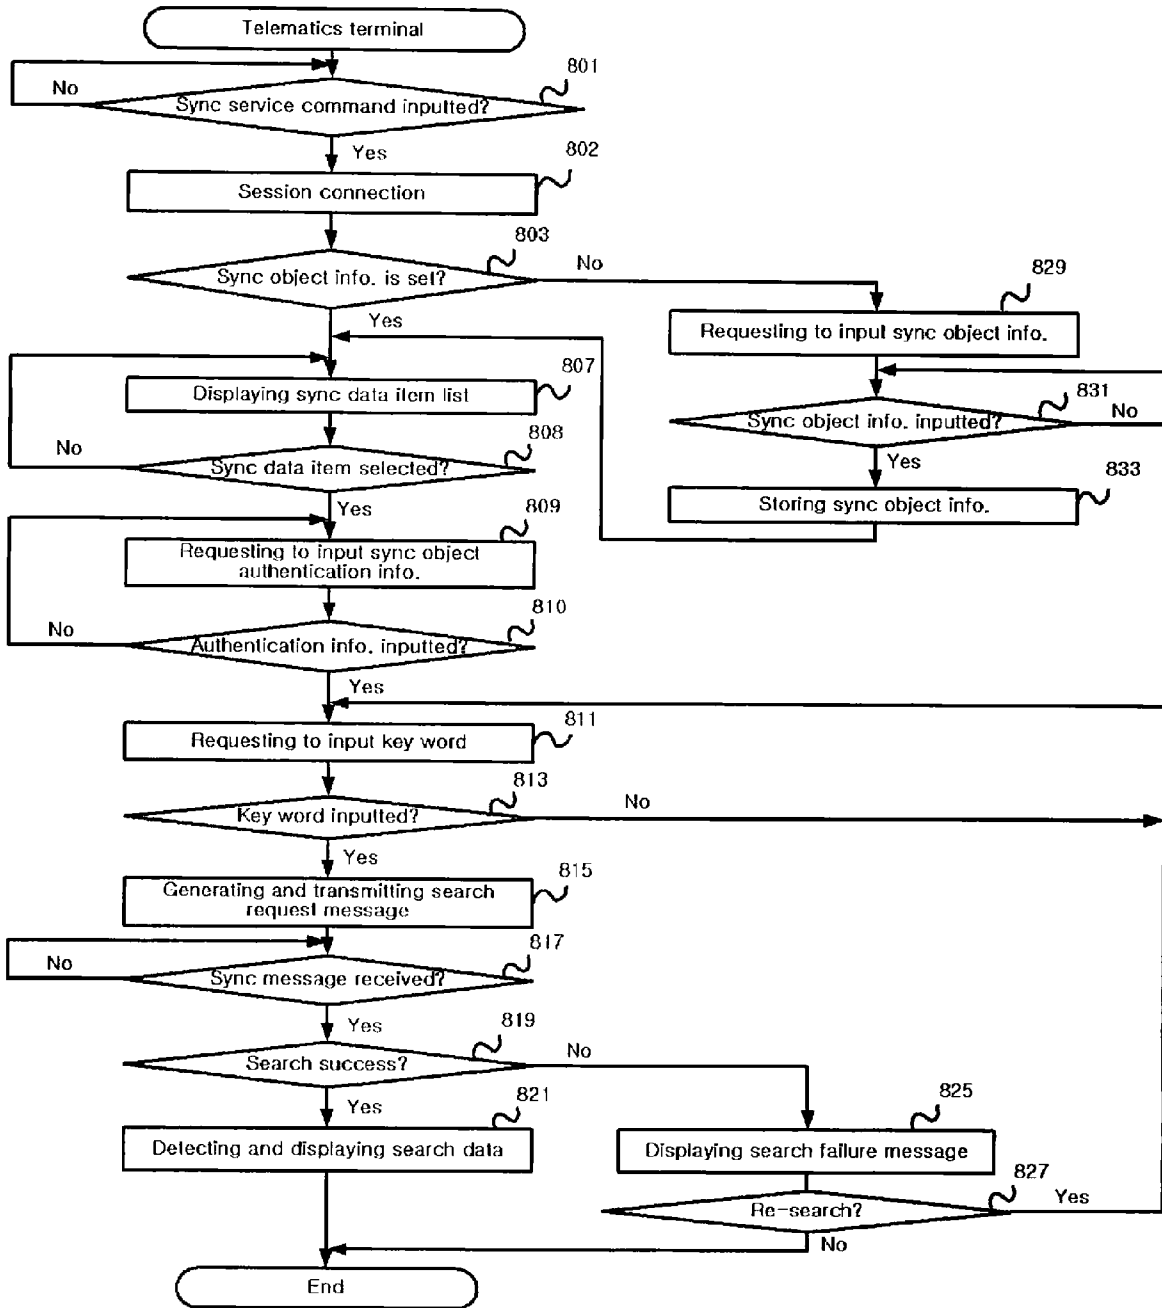 Telematics terminal
801
No
Sync service command inputted?
Yes
802
Session connection
803
Sync object info. is set?
No
829
Yes
Requesting to input sync object info.
807
Displaying sync data item list
831
Sync object info. inputted?
No
808
No
Sync data item selected?
Yes
833
Yes
809
Storing sync object info.
Requesting to input sync object
authentication info.
810
No
Authentication info. inputted?
Yes
811
Requesting to input key word
813
No
Key word inputted?
Yes
815
Generating and transmitting search
request message
817
No
Sync message received?
Yes
819
Search success?
No
Yes
821
825
Detecting and displaying search data
Displaying search failure message
827
Re-search?
Yes
No
End